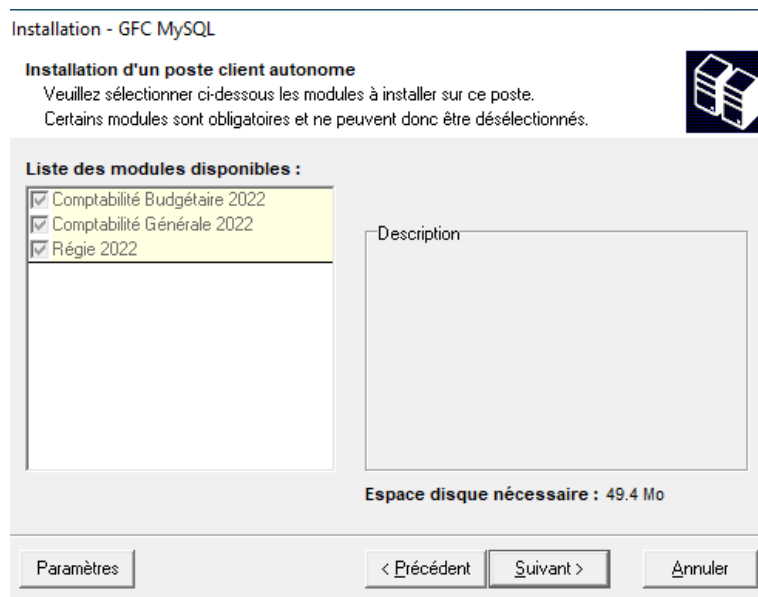 Installation - GFC MySQL
Installation d'un poste client autonome
Veuillez sélectionner ci-dessous les modules à installer sur ce poste.
Certains modules sont obligatoires et ne peuvent donc être désélectionnés.
Liste des modules disponibles :
Comptabilité Budgétaire 2022
Comptabilité Générale 2022
Régie 2022
Description
Espace disque nécessaire : 49.4 Mo
Paramètres
< Précédent
Suivant >
Annuler